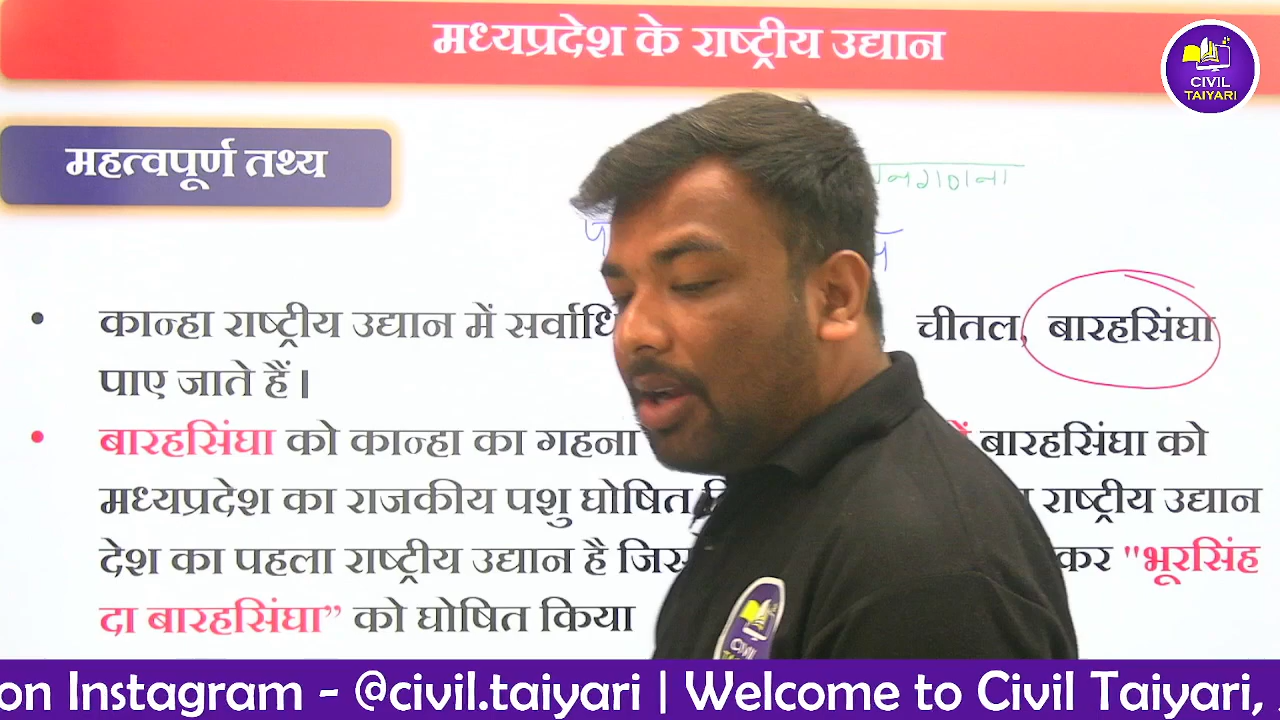 मध्यप्रदेश के राष्ट्रीय उद्यान
CIVIL
TAIYARI
महत्वपूर्ण तथ्य
कान्हा राष्ट्रीय उद्यान में चीतल, बारहसिंघा
पाए जाते हैं।
बारहसिंघा को कान्हा का गहना बारहसिंघा को
मध्यप्रदेश का राजकीय पशु घोषित राष्ट्रीय उद्यान
देश का पहला राष्ट्रीय उद्यान है कर "भूरसिंह
दा बारहसिंघा” को घोषित किया
CIVIL
on Instagram - @civil.taiyari | Welcome to Civil Taiyari,